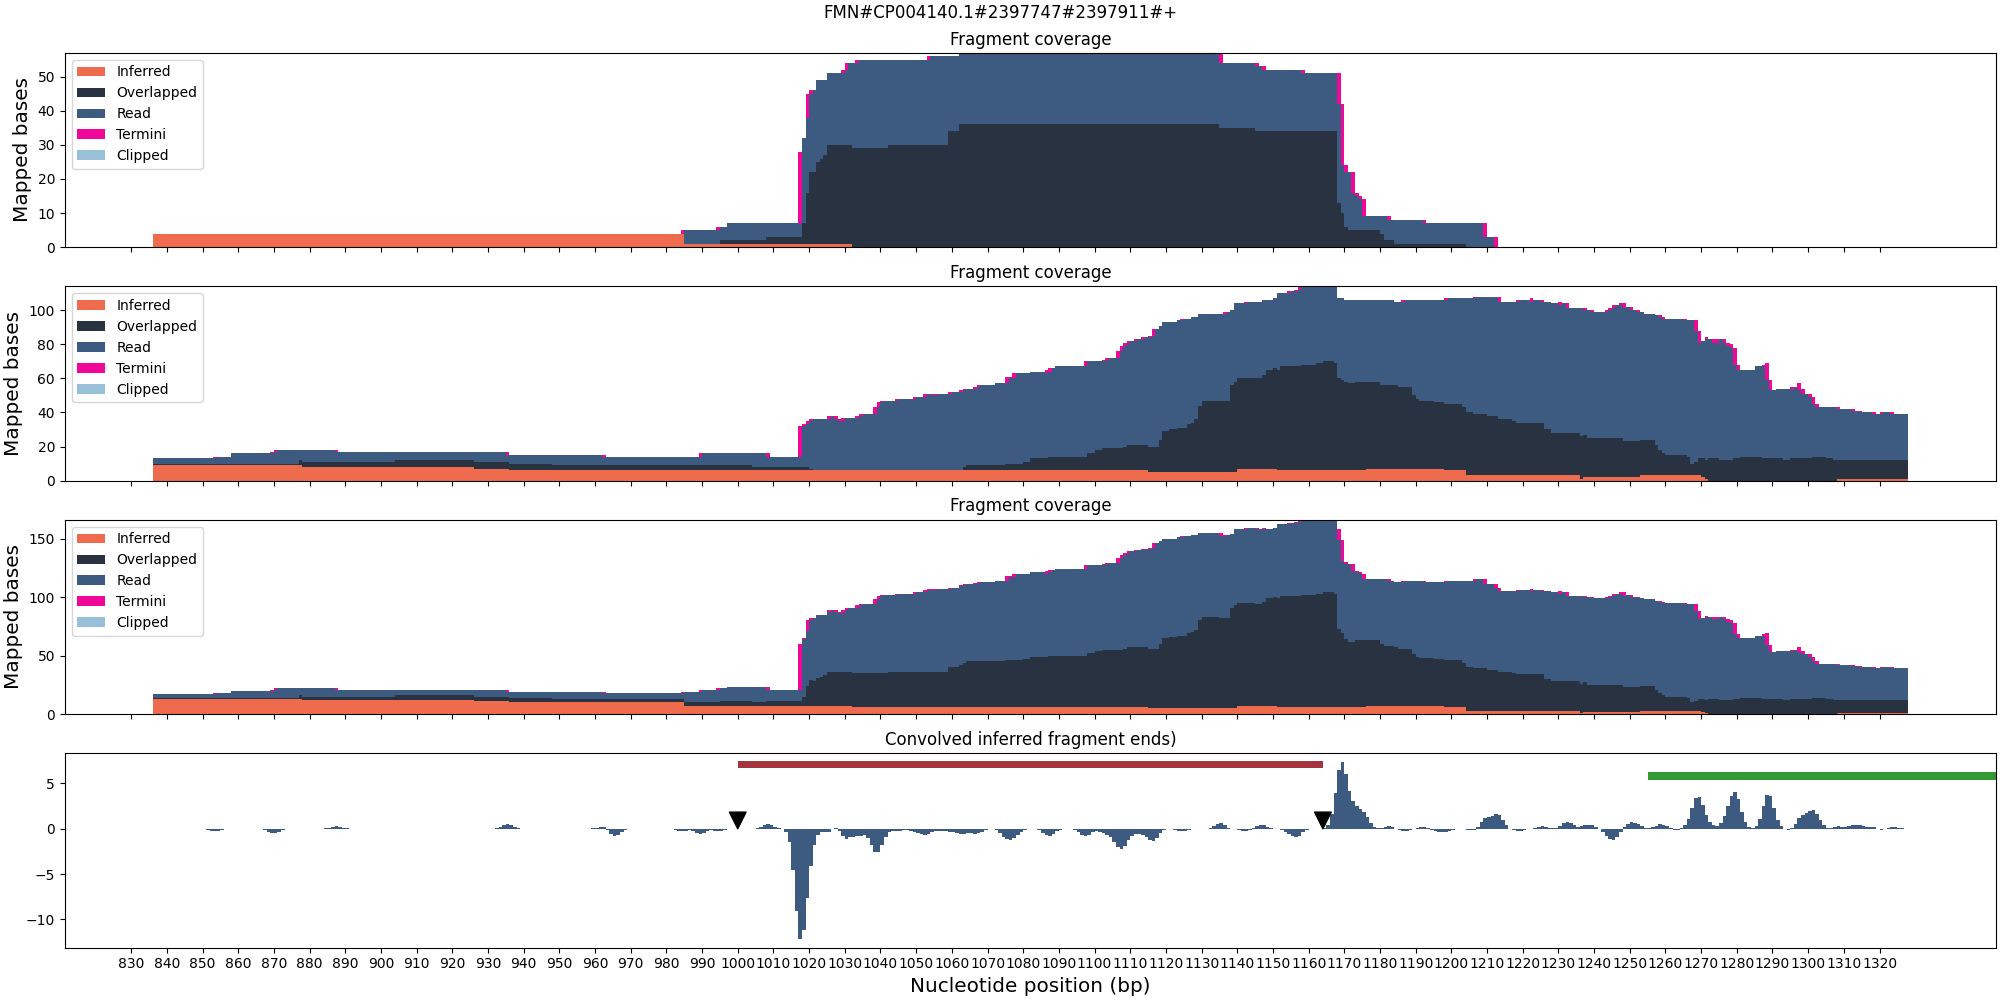 FMN#CP004140.1#2397747#2397911#+
Fragment coverage
Mapped bases
50
40
30
20
10
0
Inferred
Overlapped
Read
Termini
Clipped
Fragment coverage
Mapped bases
100
80
60
40
20
0
Inferred
Overlapped
Read
Termini
Clipped
Fragment coverage
Mapped bases
150
100
50
0
Inferred
Overlapped
Read
Termini
Clipped
Convolved inferred fragment ends)
5
0
−5
−10
830 840 850 860 870 880 890 900 910 920 930 940 950 960 970 980 990 1000 1010 1020 1030 1040 1050 1060 1070 1080 1090 1100 1110 1120 1130 1140 1150 1160 1170 1180 1190 1200 1210 1220 1230 1240 1250 1260 1270 1280 1290 1300 1310 1320
Nucleotide position (bp)